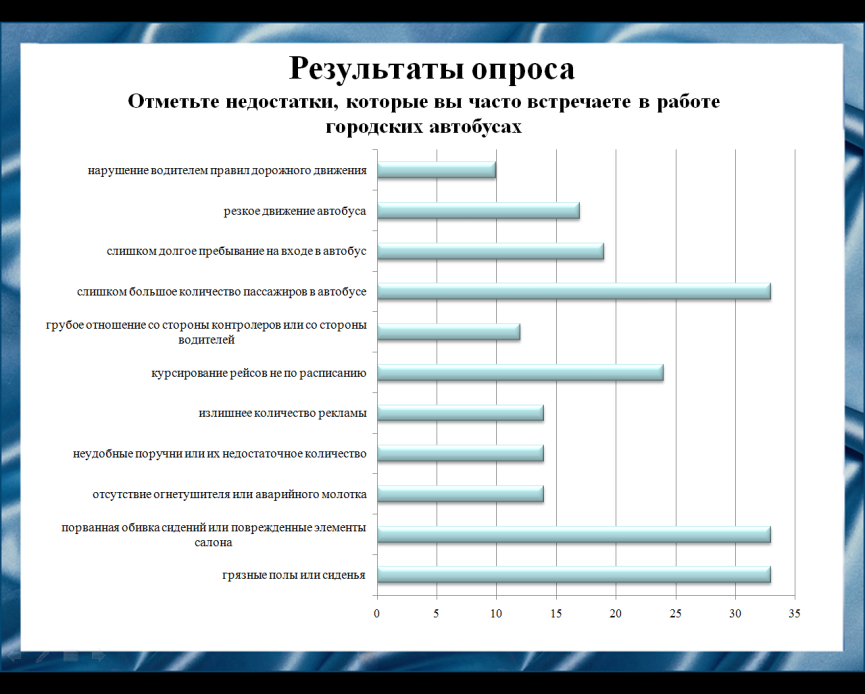 Результаты опроса
Отметьте недостатки, которые вы часто встречаете в работе
городских автобусах
нарушение водителем правил дорожного движения
резкое движение автобуса
слишком долгое пребывание на входе в автобус
слишком большое количество пассажиров в автобусе
грубое отношение со стороны контролеров или со стороны
водителей
курсирование рейсов не по расписанию
излишнее количество рекламы
неудобные поручни или их недостаточное количество
отсутствие огнетушителя или аварийного молотка
порванная обивка сидений или поврежденные элементы
салона
грязные полы или сиденья
0 5 10 15 20 25 30 35